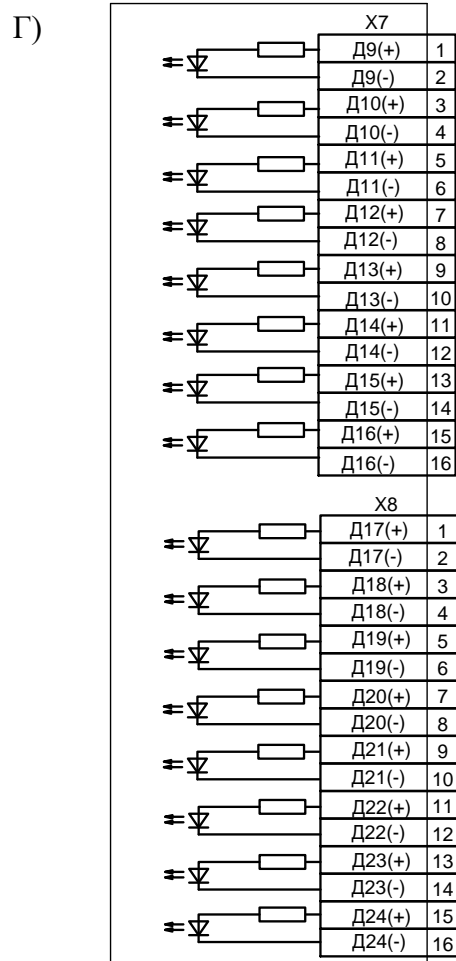 Г)
X7
Д9(+) 1
Д9(-) 2
Д10(+) 3
Д10(-) 4
Д11(+) 5
Д11(-) 6
Д12(+) 7
Д12(-) 8
Д13(+) 9
Д13(-) 10
Д14(+) 11
Д14(-) 12
Д15(+) 13
Д15(-) 14
Д16(+) 15
Д16(-) 16
X8
Д17(+) 1
Д17(-) 2
Д18(+) 3
Д18(-) 4
Д19(+) 5
Д19(-) 6
Д20(+) 7
Д20(-) 8
Д21(+) 9
Д21(-) 10
Д22(+) 11
Д22(-) 12
Д23(+) 13
Д23(-) 14
Д24(+) 15
Д24(-) 16